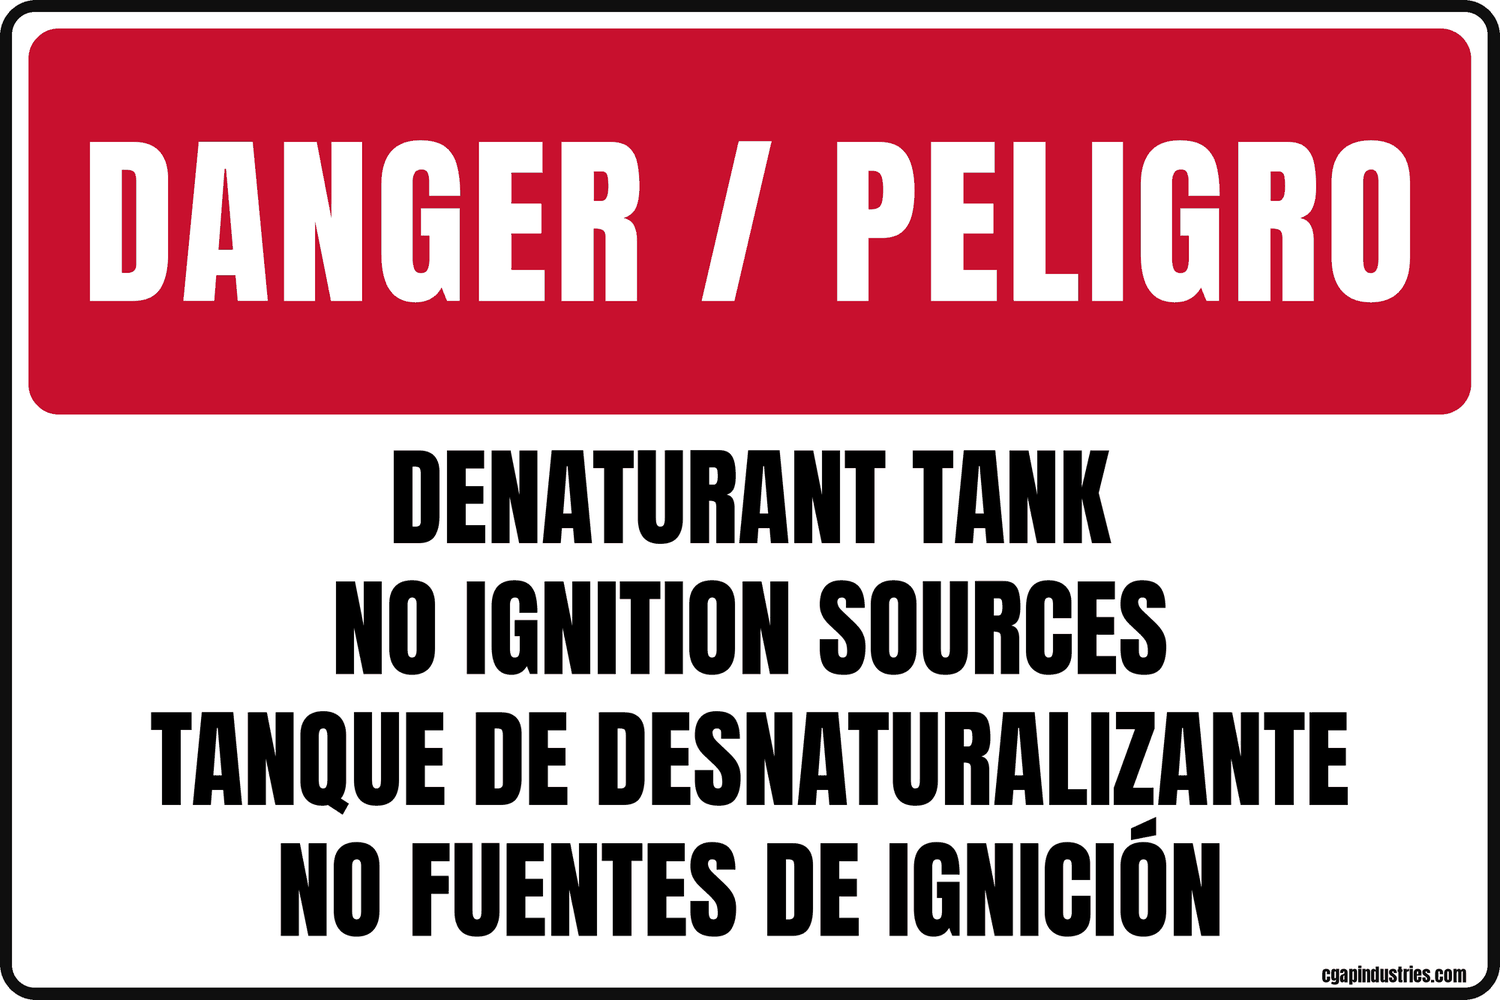 DANGER / PELIGRO
DENATURANT TANK
NO IGNITION SOURCES
TANQUE DE DESNATURALIZANTE
NO FUENTES DE IGNICIÓN
cgapindustries.com